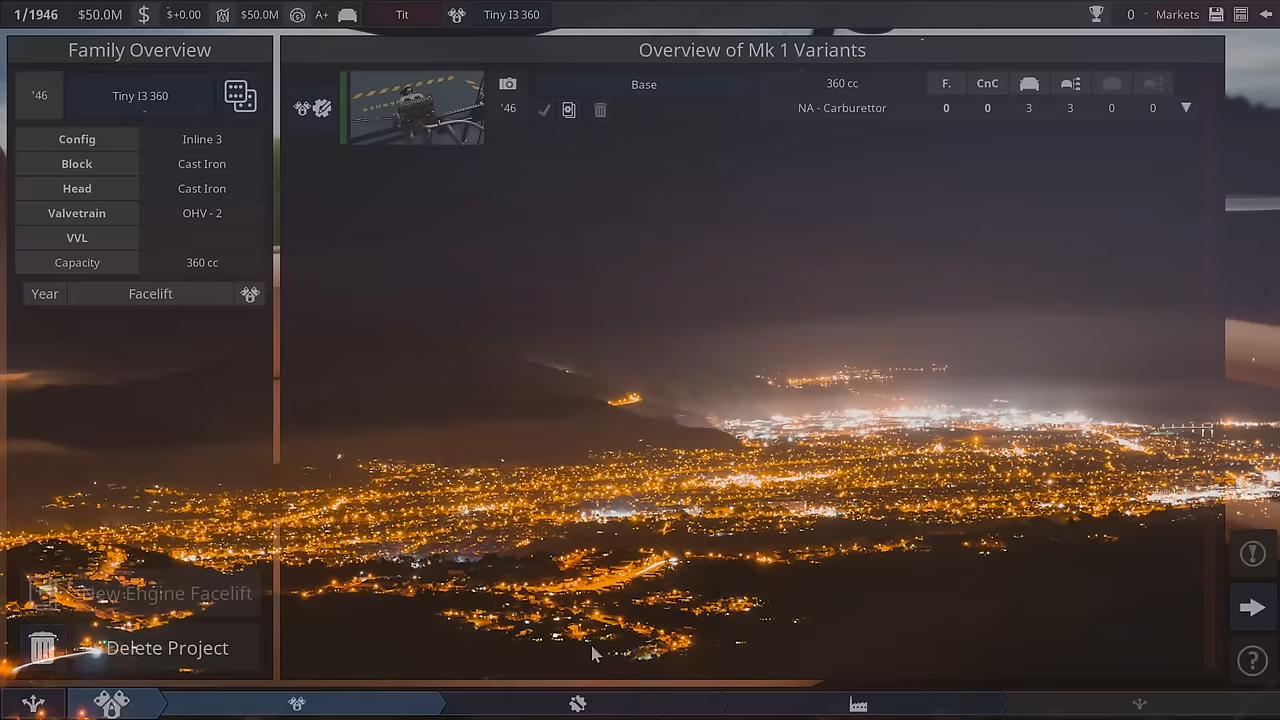 1/1946 $50.0M $ $+0.00 $50.0M A+ Tit Tiny I3 360 0 Markets
Family Overview
'46 Tiny I3 360
-
Config Inline 3
Block Cast Iron
Head Cast Iron
Valvetrain OHV - 2
VVL
Capacity 360 cc
Year Facelift
New Engine Facelift
Delete Project
Overview of Mk 1 Variants
Base 360 cc F. CnC
'46 NA - Carburettor 0 0 3 3 0 0